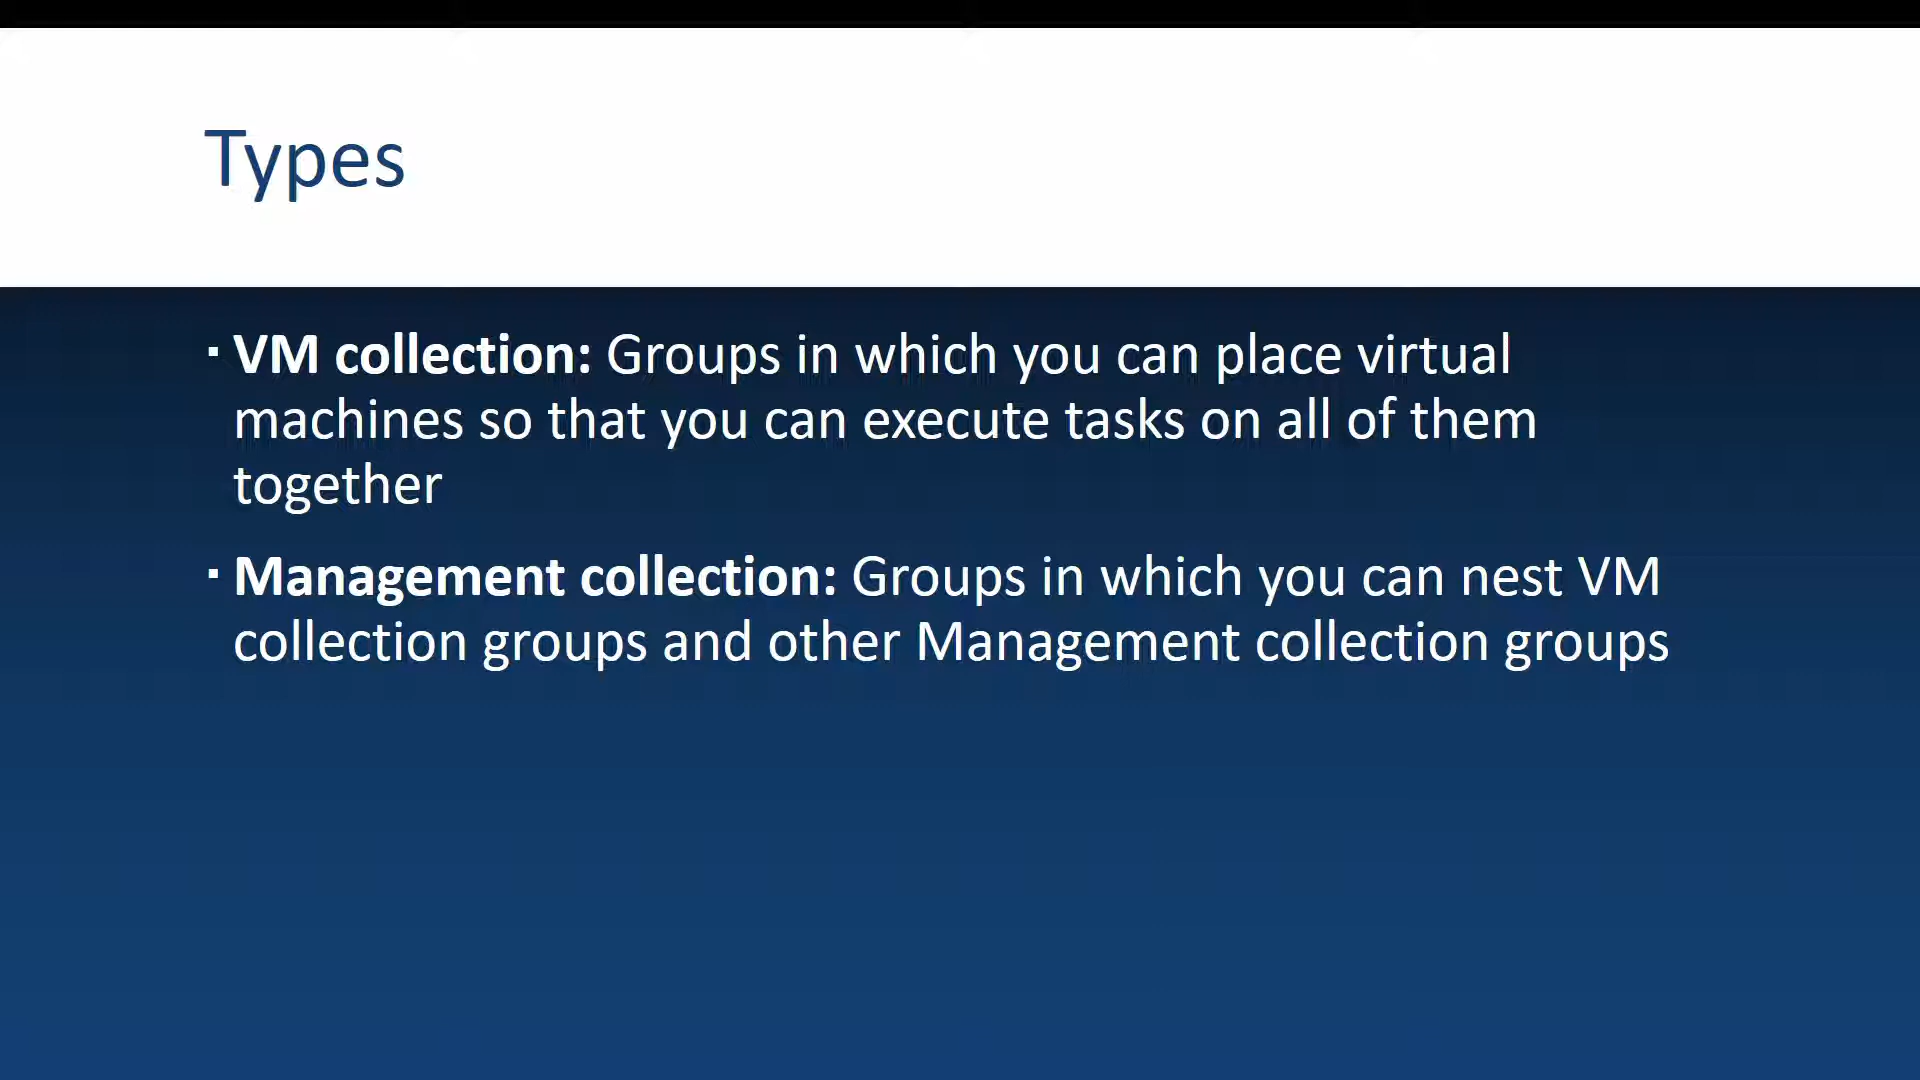 Types
▪ VM collection: Groups in which you can place virtual
machines so that you can execute tasks on all of them
together
▪ Management collection: Groups in which you can nest VM
collection groups and other Management collection groups